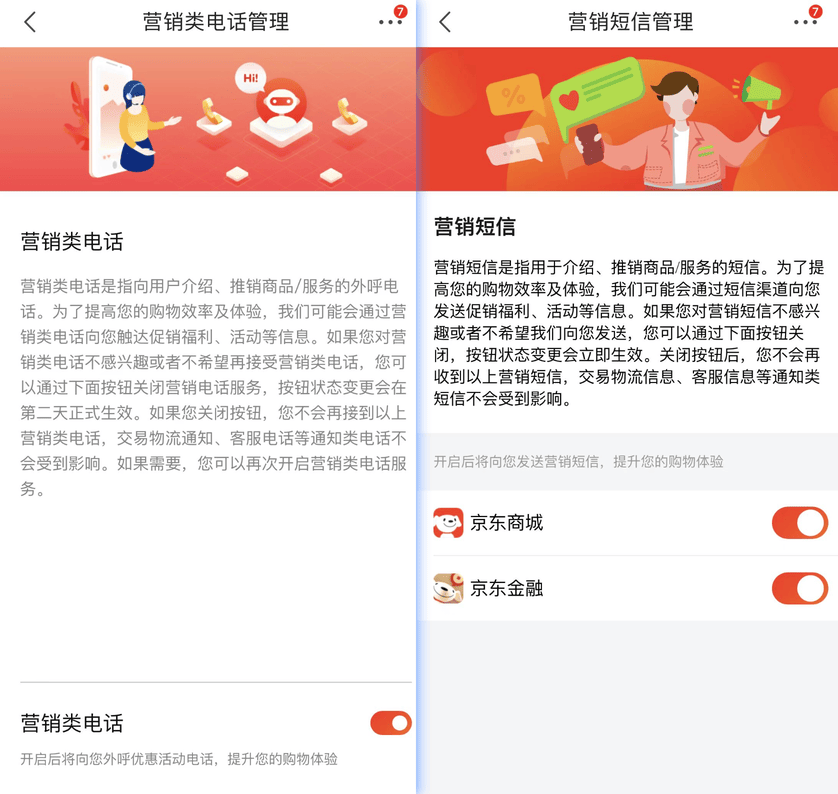 营销类电话管理
7
Hi!
营销类电话
营销类电话是指向用户介绍、推销商品/服务的外呼电
话。为了提高您的购物效率及体验，我们可能会通过营
销类电话向您触达促销福利、活动等信息。如果您对营
销类电话不感兴趣或者不希望再接受营销类电话，您可
以通过下面按钮关闭营销电话服务，按钮状态变更会在
第二天正式生效。如果您关闭按钮，您不会再接到以上
营销类电话，交易物流通知、客服电话等通知类电话不
会受到影响。如果需要，您可以再次开启营销类电话服
务。
营销类电话
开启后将向您外呼优惠活动电话，提升您的购物体验
营销短信管理
7
%
营销短信
营销短信是指用于介绍、推销商品/服务的短信。为了提
高您的购物效率及体验，我们可能会通过短信渠道向您
发送促销福利、活动等信息。如果您对营销短信不感兴
趣或者不希望我们向您发送，您可以通过下面按钮关
闭，按钮状态变更会立即生效。关闭按钮后，您不会再
收到以上营销短信，交易物流信息、客服信息等通知类
短信不会受到影响。
开启后将向您发送营销短信，提升您的购物体验
京东商城
京东金融